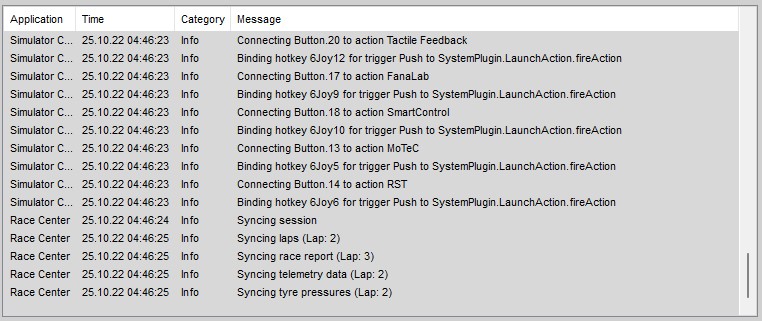 Application Time Category Message
Simulator C... 25.10.22 04:46:23 Info Connecting Button.20 to action Tactile Feedback
Simulator C... 25.10.22 04:46:23 Info Binding hotkey 6Joy12 for trigger Push to SystemPlugin.LaunchAction.fireAction
Simulator C... 25.10.22 04:46:23 Info Connecting Button.17 to action FanaLab
Simulator C... 25.10.22 04:46:23 Info Binding hotkey 6Joy9 for trigger Push to SystemPlugin.LaunchAction.fireAction
Simulator C... 25.10.22 04:46:23 Info Connecting Button.18 to action SmartControl
Simulator C... 25.10.22 04:46:23 Info Binding hotkey 6Joy10 for trigger Push to SystemPlugin.LaunchAction.fireAction
Simulator C... 25.10.22 04:46:23 Info Connecting Button.13 to action MoTeC
Simulator C... 25.10.22 04:46:23 Info Binding hotkey 6Joy5 for trigger Push to SystemPlugin.LaunchAction.fireAction
Simulator C... 25.10.22 04:46:23 Info Connecting Button.14 to action RST
Simulator C... 25.10.22 04:46:23 Info Binding hotkey 6Joy6 for trigger Push to SystemPlugin.LaunchAction.fireAction
Race Center 25.10.22 04:46:24 Info Syncing session
Race Center 25.10.22 04:46:25 Info Syncing laps (Lap: 2)
Race Center 25.10.22 04:46:25 Info Syncing race report (Lap: 3)
Race Center 25.10.22 04:46:25 Info Syncing telemetry data (Lap: 2)
Race Center 25.10.22 04:46:25 Info Syncing tyre pressures (Lap: 2)